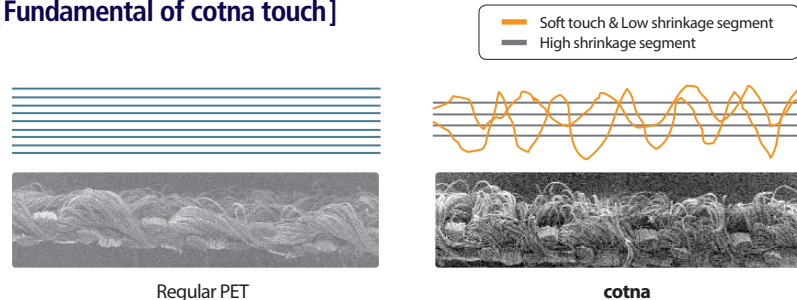 Fundamental of cotna touch]
Soft touch & Low shrinkage segment
High shrinkage segment
Regular PET
cotna